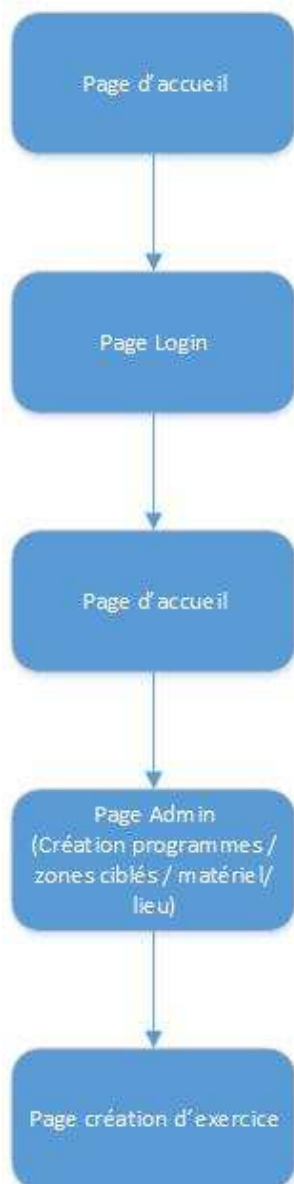 Page d'accueil
Page Login
Page d'accueil
Page Admin
(Création programmes /
zones ciblés / matériel/
lieu)
Page création d'exercice